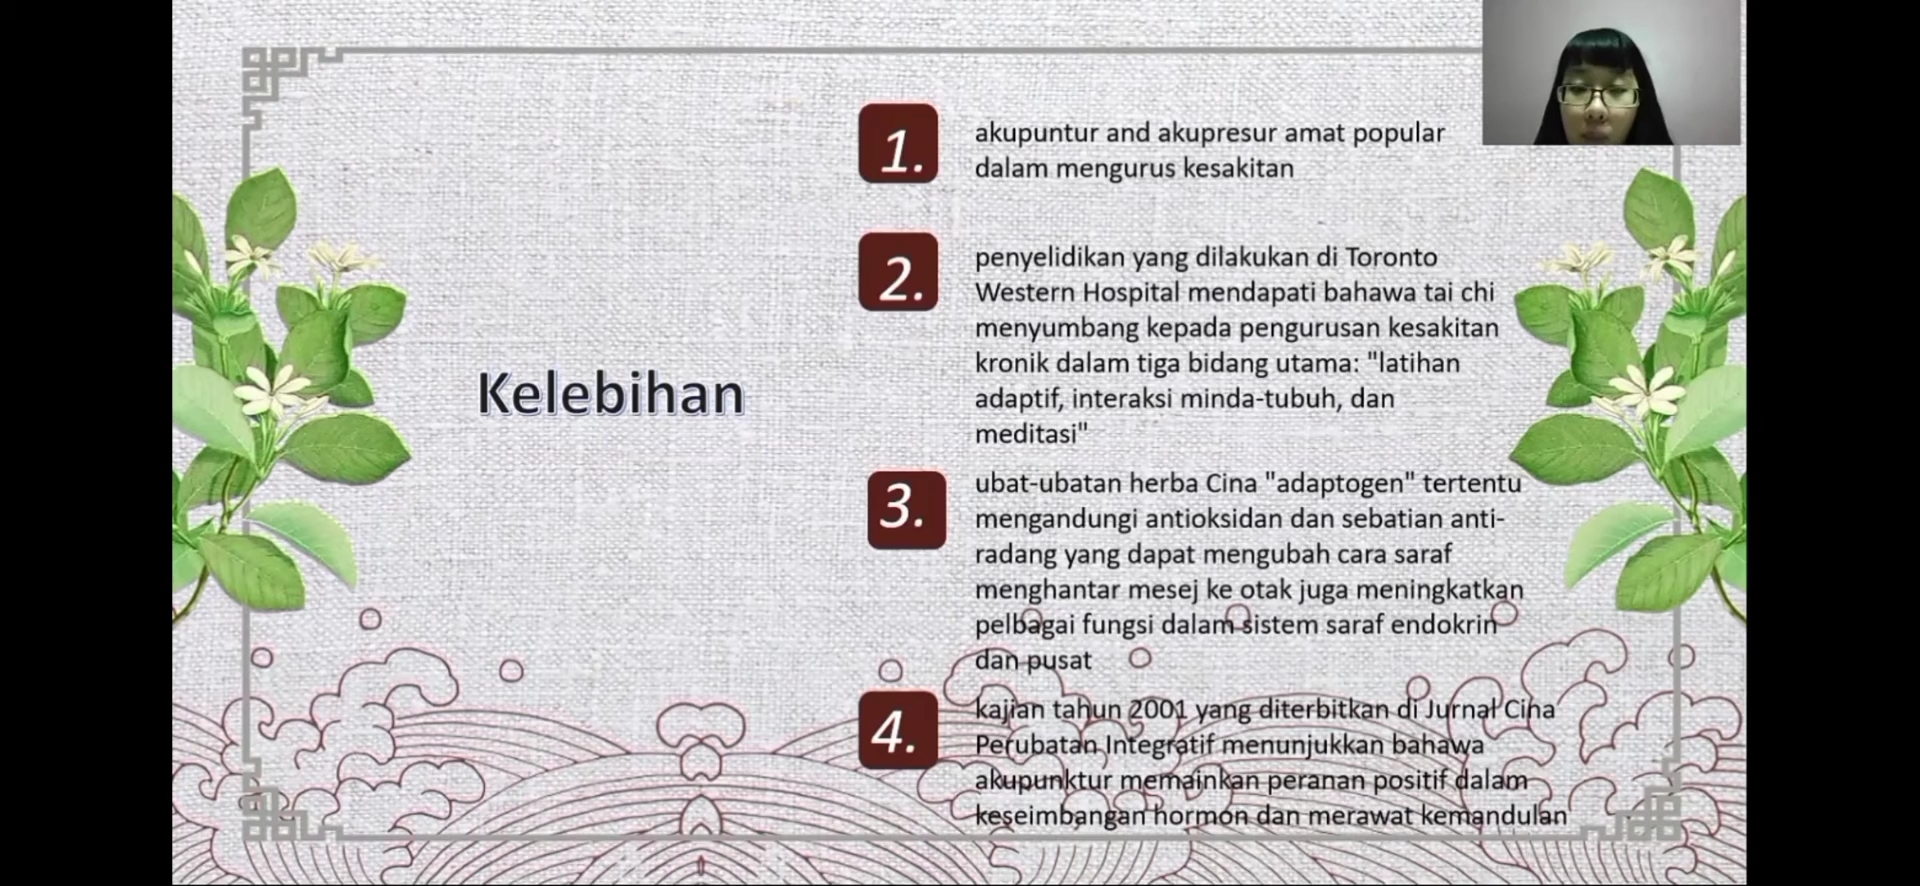 Kelebihan
1.
akupuntur and akupresur amat popular
dalam mengurus kesakitan
2.
penyelidikan yang dilakukan di Toronto
Western Hospital mendapati bahawa tai chi
menyumbang kepada pengurusan kesakitan
kronik dalam tiga bidang utama: "latihan
adaptif, interaksi minda-tubuh, dan
meditasi"
3.
ubat-ubatan herba Cina "adaptogen" tertentu
mengandungi antioksidan dan sebatian anti-
radang yang dapat mengubah cara saraf
menghantar mesej ke otak juga meningkatkan
pelbagai fungsi dalam sistem saraf endokrin
dan pusat
4.
kajian tahun 2001 yang diterbitkan di Jurnal Cina
Perubatan Integratif menunjukkan bahawa
akupunktur memainkan peranan positif dalam
keseimbangan hormon dan merawat kemandulan